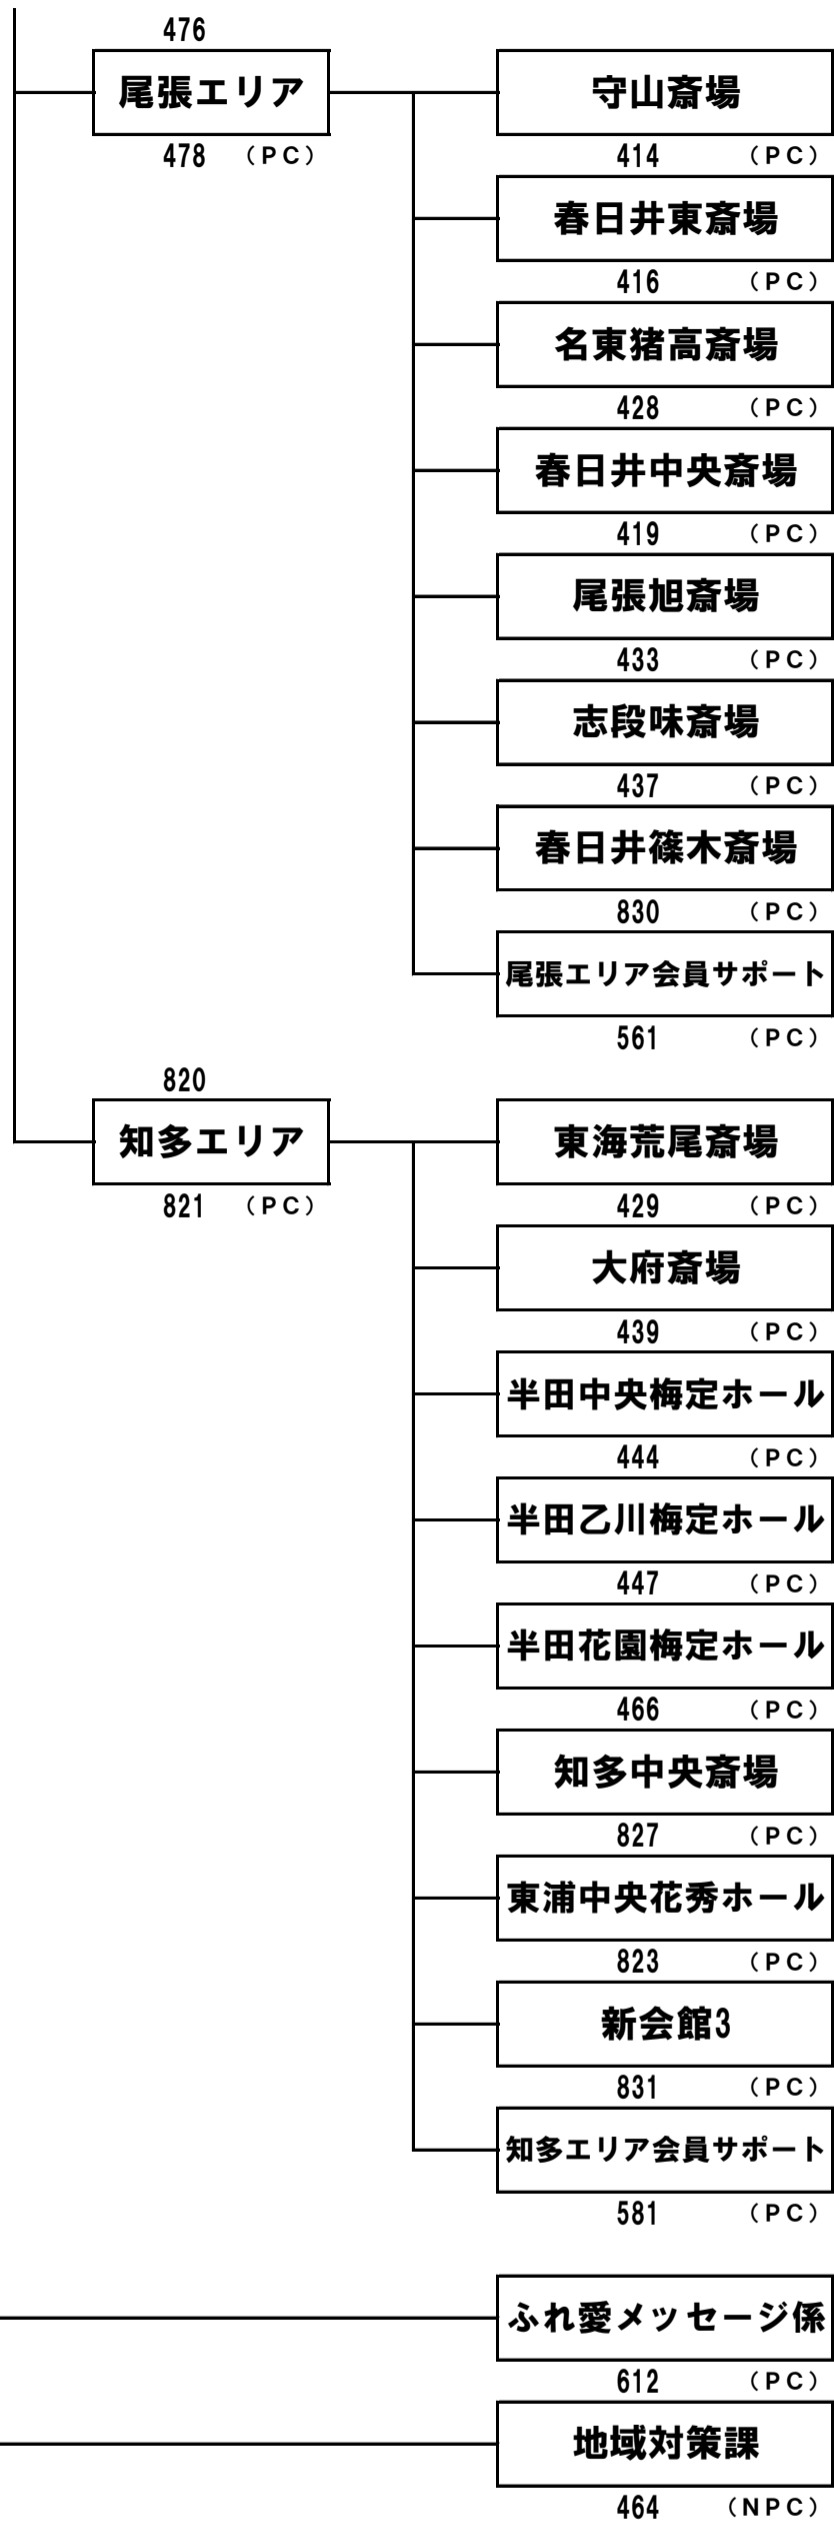 476
尾張エリア
478 （ＰＣ）
守山斎場
414 （ＰＣ）
春日井東斎場
416 （ＰＣ）
名東猪高斎場
428 （ＰＣ）
春日井中央斎場
419 （ＰＣ）
尾張旭斎場
433 （ＰＣ）
志段味斎場
437 （ＰＣ）
春日井篠木斎場
830 （ＰＣ）
尾張エリア会員サポート
561 （ＰＣ）
820
知多エリア
821 （ＰＣ）
東海荒尾斎場
429 （ＰＣ）
大府斎場
439 （ＰＣ）
半田中央梅定ホール
444 （ＰＣ）
半田乙川梅定ホール
447 （ＰＣ）
半田花園梅定ホール
466 （ＰＣ）
知多中央斎場
827 （ＰＣ）
東浦中央花秀ホール
823 （ＰＣ）
新会館3
831 （ＰＣ）
知多エリア会員サポート
581 （ＰＣ）
ふれ愛メッセージ係
612 （ＰＣ）
地域対策課
464 （ＮＰＣ）